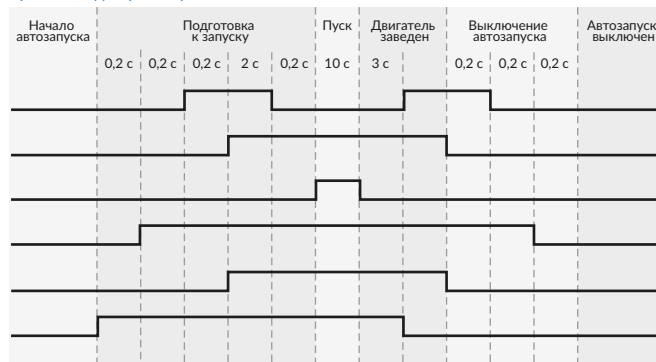 Начало
автозапуска
Подготовка
к запуску
Пуск
Двигатель
заведен
Выключение
автозапуска
Автозапуск
выключен
0,2 с 0,2 с 0,2 с 2 с 0,2 с 10 с 3 с 0,2 с 0,2 с 0,2 с